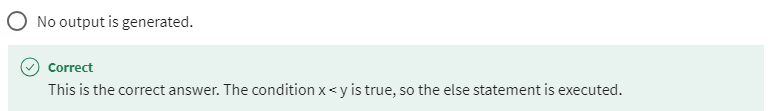 No output is generated.
Correct
This is the correct answer. The condition x < y is true, so the else statement is executed.